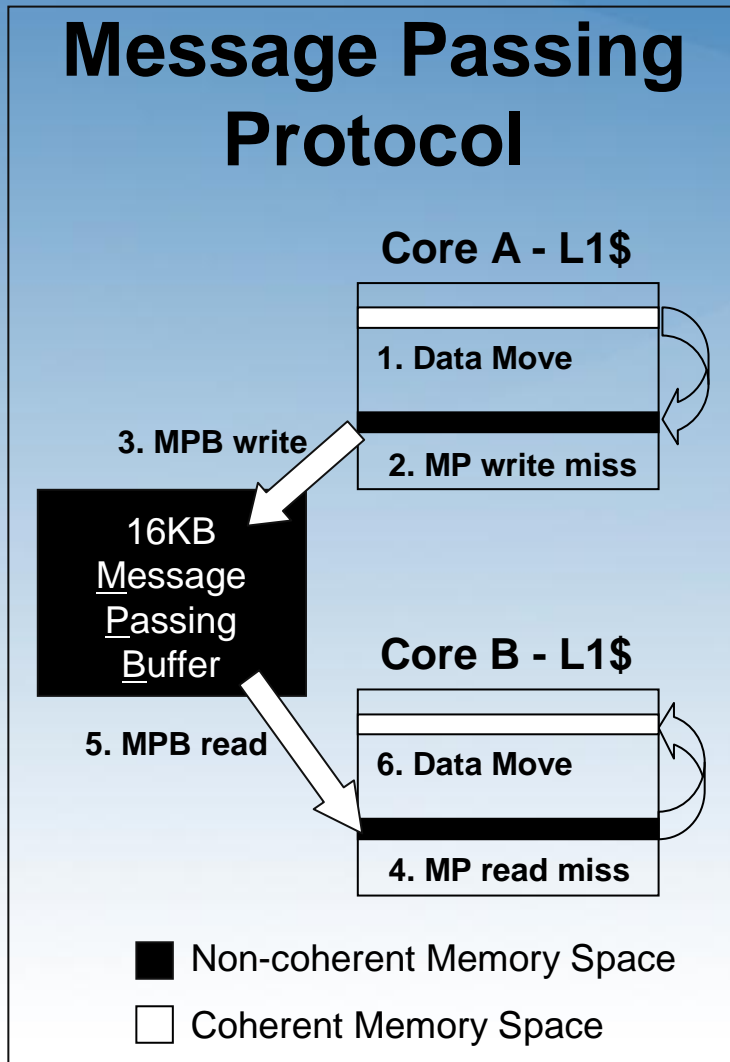 Message Passing
Protocol
Core A - L1$
1. Data Move
3. MPB write
2. MP write miss
16KB
Message
Passing
Buffer
Core B - L1$
5. MPB read
6. Data Move
4. MP read miss
Non-coherent Memory Space
Coherent Memory Space